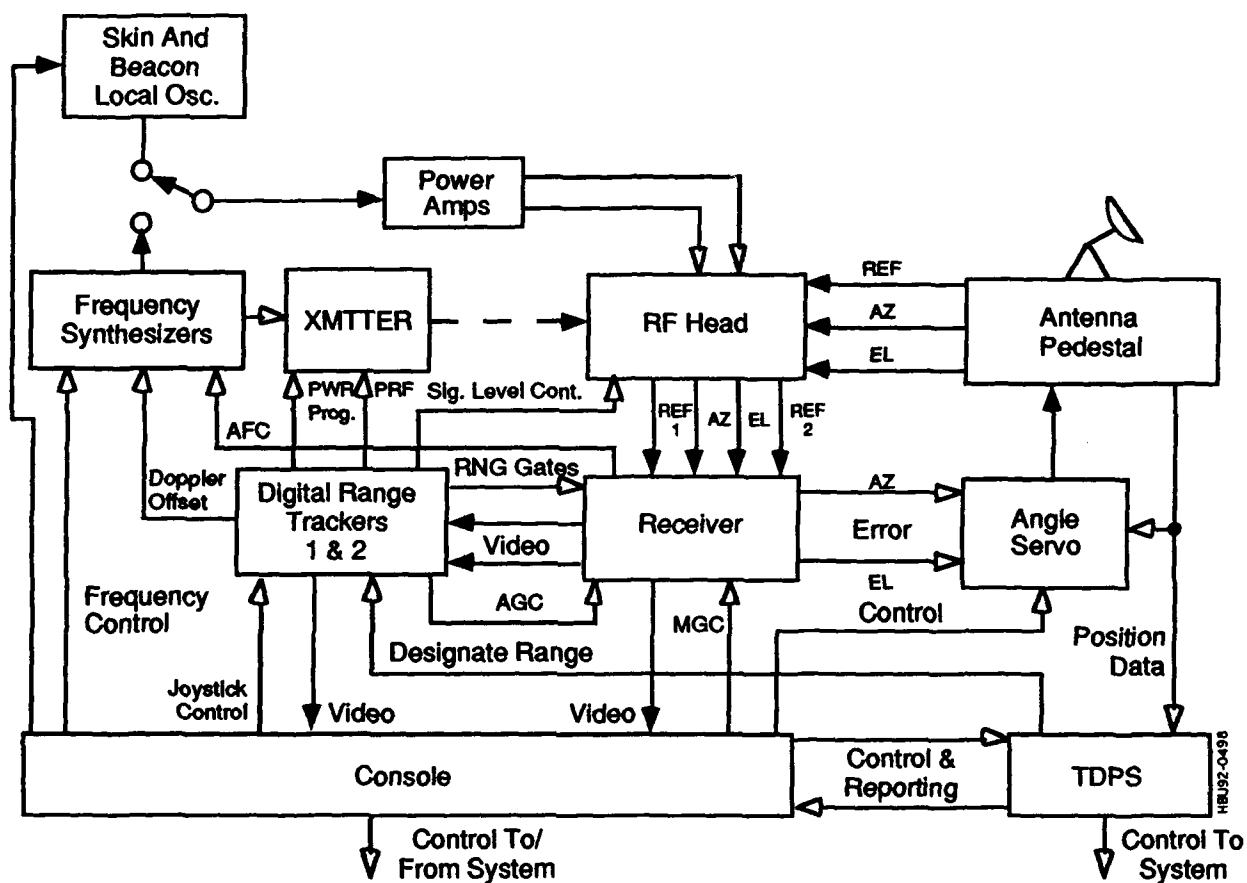 Skin And
Beacon
Local Osc.
Power
Amps
Frequency
Synthesizers
XMTTER
RF Head
REF
AZ
EL
Antenna
Pedestal
PWR
Prog.
PRF
Sig. Level Cont.
REF
1
AZ
EL
REF
2
AFC
Doppler
Offset
RNG Gates
Digital Range
Trackers
1 & 2
Video
Receiver
AZ
Error
EL
Angle
Servo
AGC
MGC
Control
Frequency
Control
Designate Range
Position
Data
Joystick
Control
Video
Video
Console
Control &
Reporting
TDPS
HBU92-0498
Control To/
From System
Control To
System